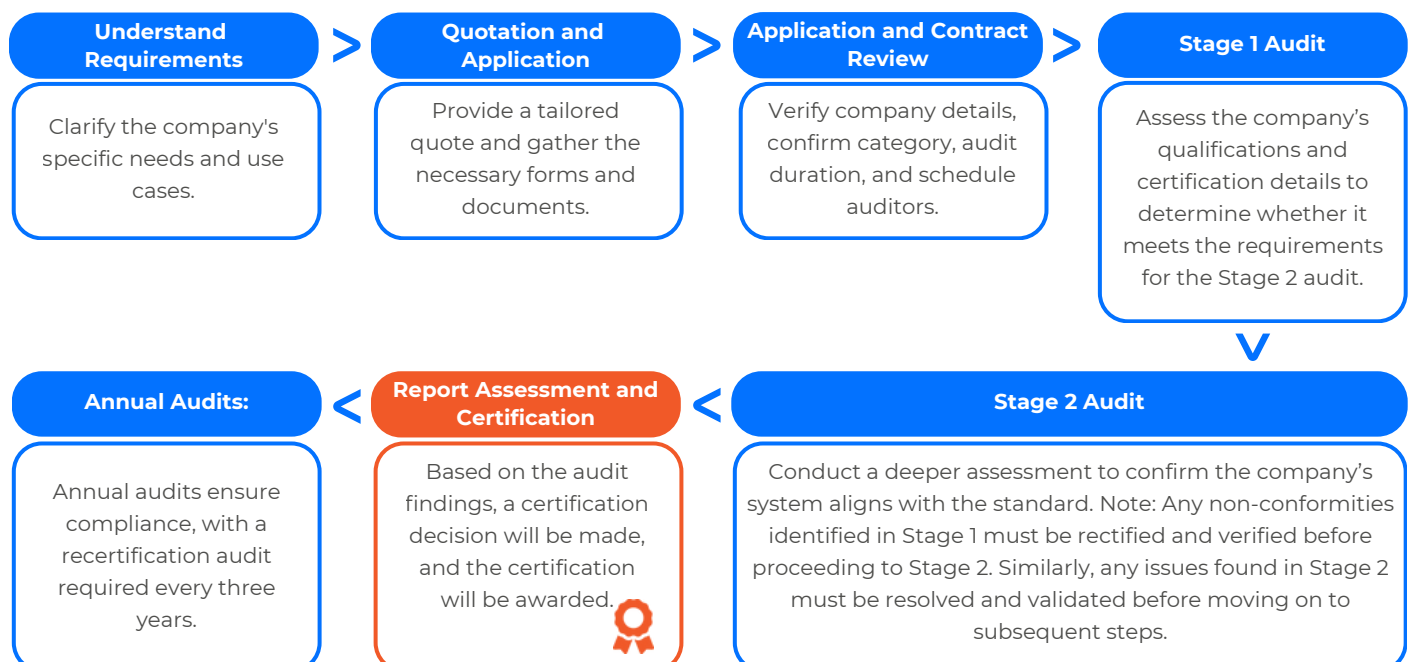 Understand
Requirements
>
Quotation and
Application
>
Application and Contract
Review
>
Stage 1 Audit
Clarify the company's
specific needs and use
cases.
Provide a tailored
quote and gather the
necessary forms and
documents.
Verify company details,
confirm category, audit
duration, and schedule
auditors.
Assess the company’s
qualifications and
certification details to
determine whether it
meets the requirements
for the Stage 2 audit.
Stage 2 Audit
Conduct a deeper assessment to confirm the company’s
system aligns with the standard. Note: Any non-conformities
identified in Stage 1 must be rectified and verified before
proceeding to Stage 2. Similarly, any issues found in Stage 2
must be resolved and validated before moving on to
subsequent steps.
<
Report Assessment and
Certification
Based on the audit
findings, a certification
decision will be made,
and the certification
will be awarded.
<
Annual Audits:
Annual audits ensure
compliance, with a
recertification audit
required every three
years.